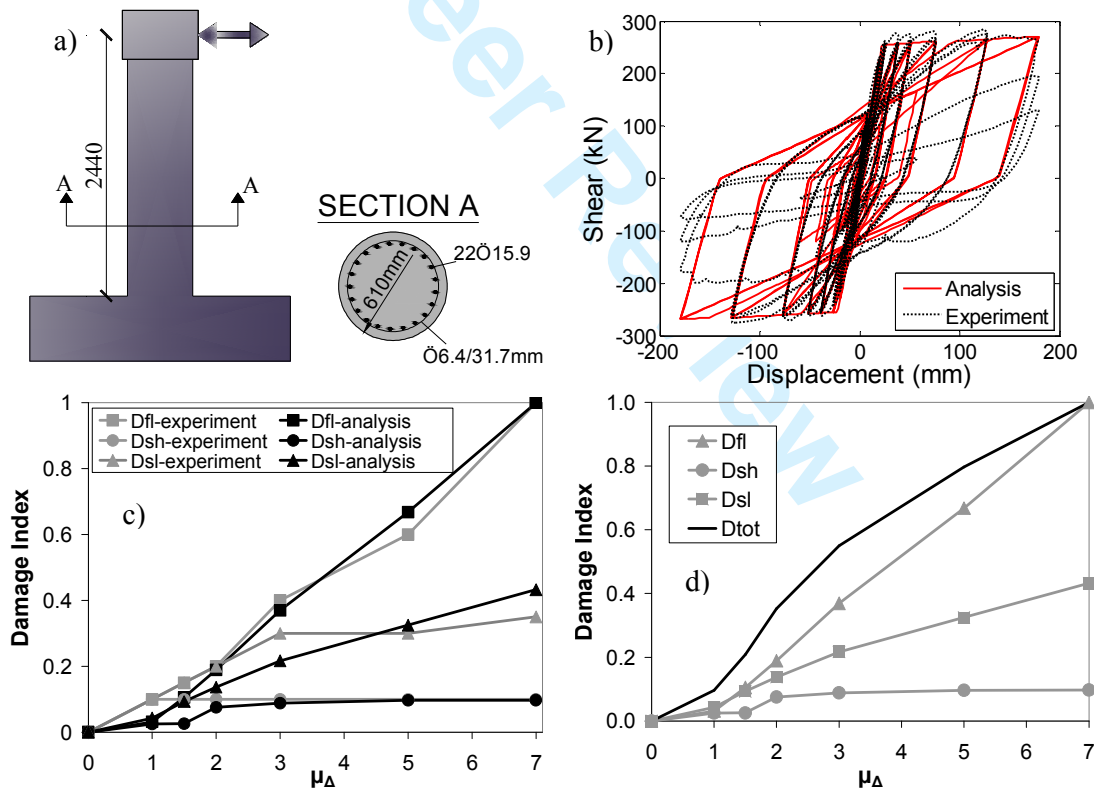 a)
2440
A
A
SECTION A
610mm
22Ö15.9
Ö6.4/31.7mm
b)
Shear (kN)
300
200
100
0
-100
-200
-300
-200
-100
0
100
200
Displacement (mm)
Analysis
Experiment
eer Review
c)
Damage Index
1
0.8
0.6
0.4
0.2
0
0 1 2 3 4 5 6 7
μΔ
Dfl-experiment
Dfl-analysis
Dsh-experiment
Dsh-analysis
Dsl-experiment
Dsl-analysis
d)
Damage Index
1.0
0.8
0.6
0.4
0.2
0.0
0 1 2 3 4 5 6 7
μΔ
Dfl
Dsh
Dsl
Dtot